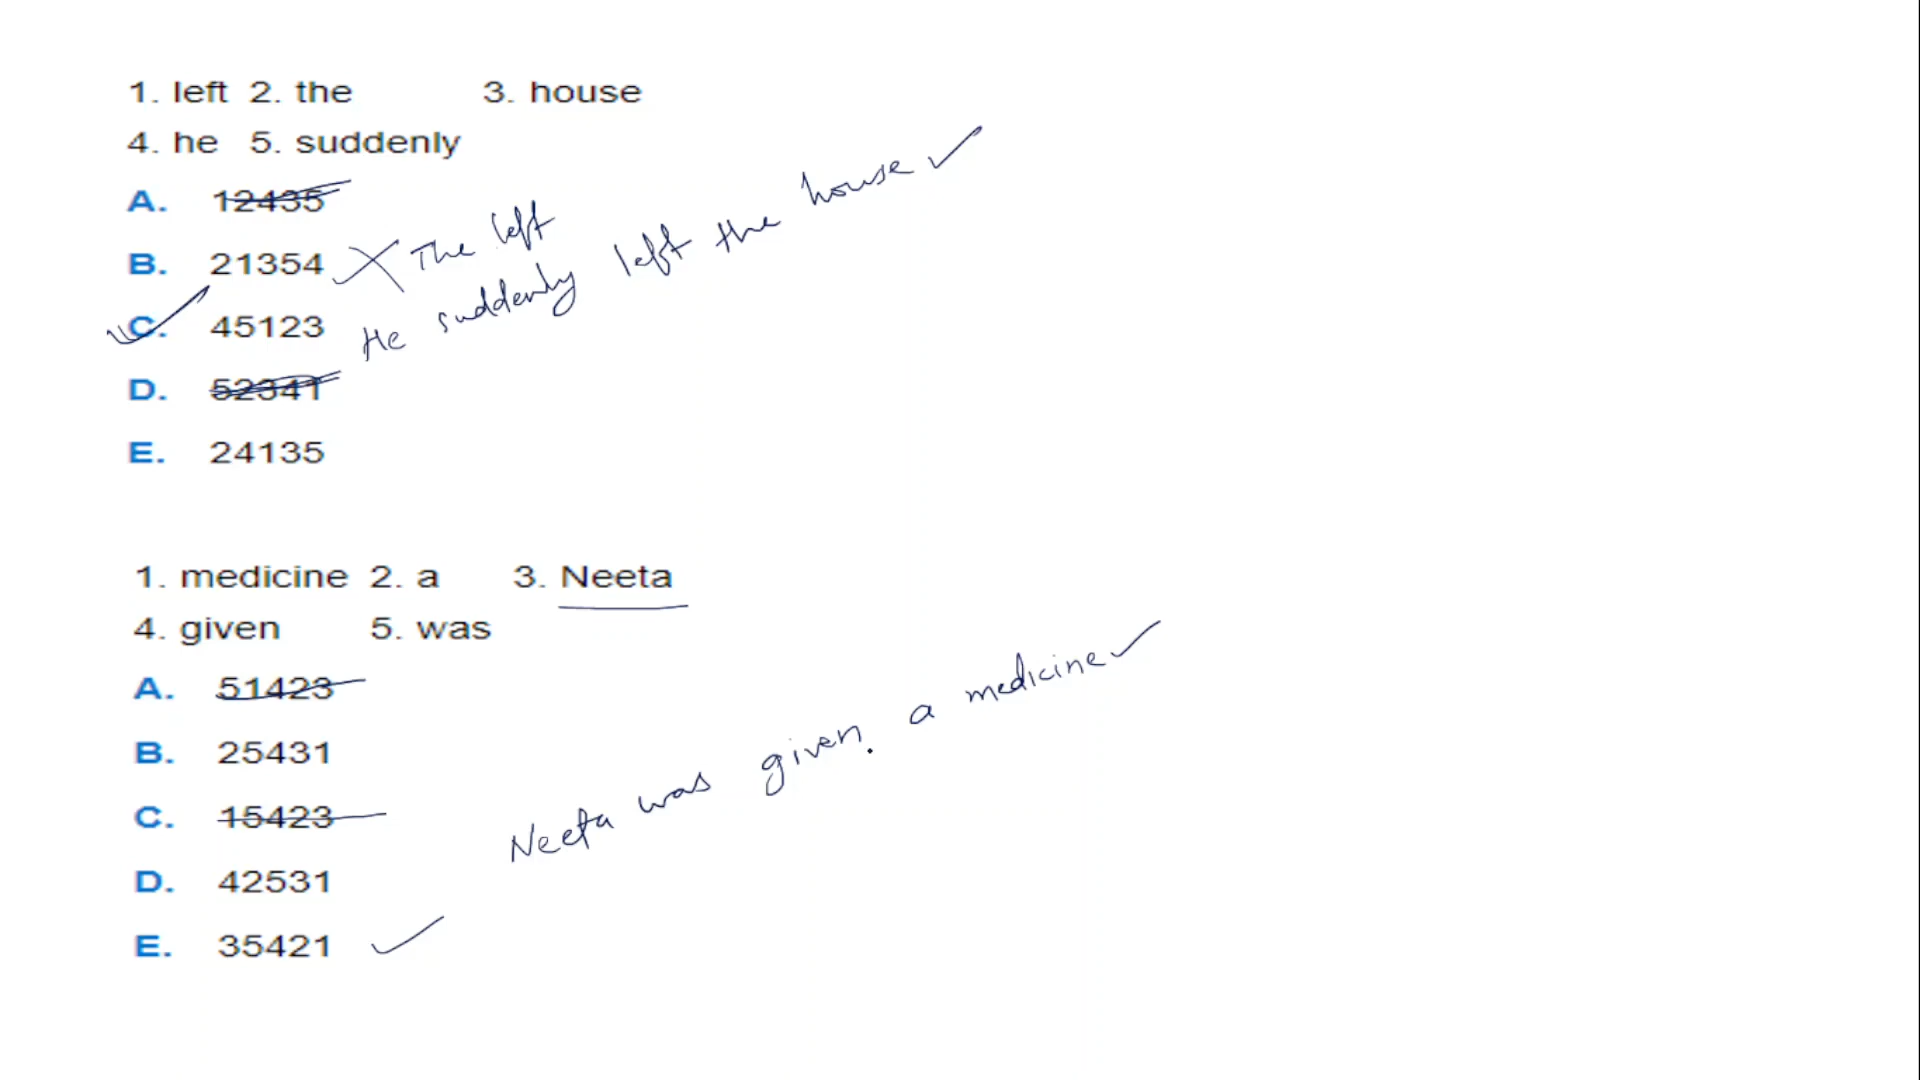 1. left 2. the 3. house
4. he 5. suddenly
A. 12435
B. 21354 The left
C. 45123 He suddenly left the house
D. 52341
E. 24135
1. medicine 2. a 3. Neeta
4. given 5. was
A. 51423
B. 25431
C. 15423
Neeta was given a medicine
D. 42531
E. 35421